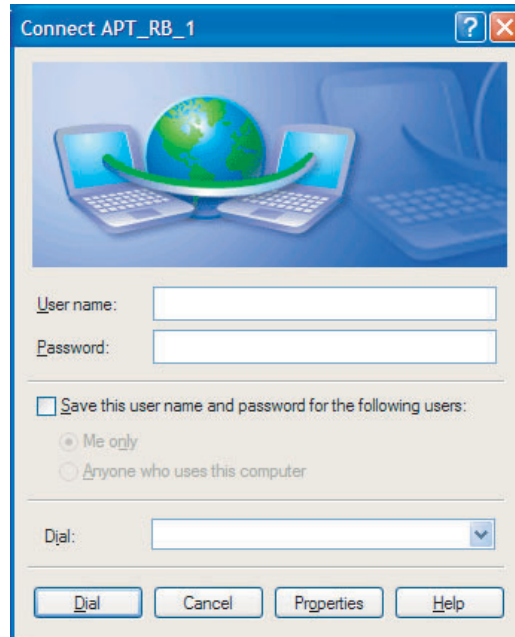 Connect APT_RB_1
User name:
Password:
Save this user name and password for the following users:
Me only
Anyone who uses this computer
Dial:
Dial Cancel Properties Help